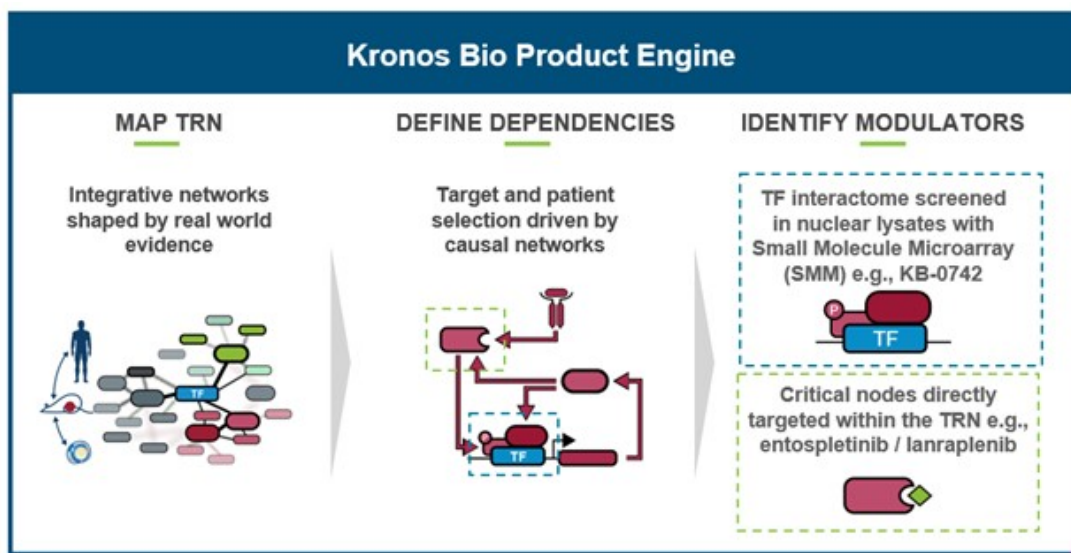 Kronos Bio Product Engine
MAP TRN
Integrative networks
shaped by real world
evidence
TF
DEFINE DEPENDENCIES
Target and patient
selection driven by
causal networks
P
TF
IDENTIFY MODULATORS
TF interactome screened
in nuclear lysates with
Small Molecule Microarray
(SMM) e.g., KB-0742
P
TF
Critical nodes directly
targeted within the TRN e.g.,
entospletinib / lanraplenib